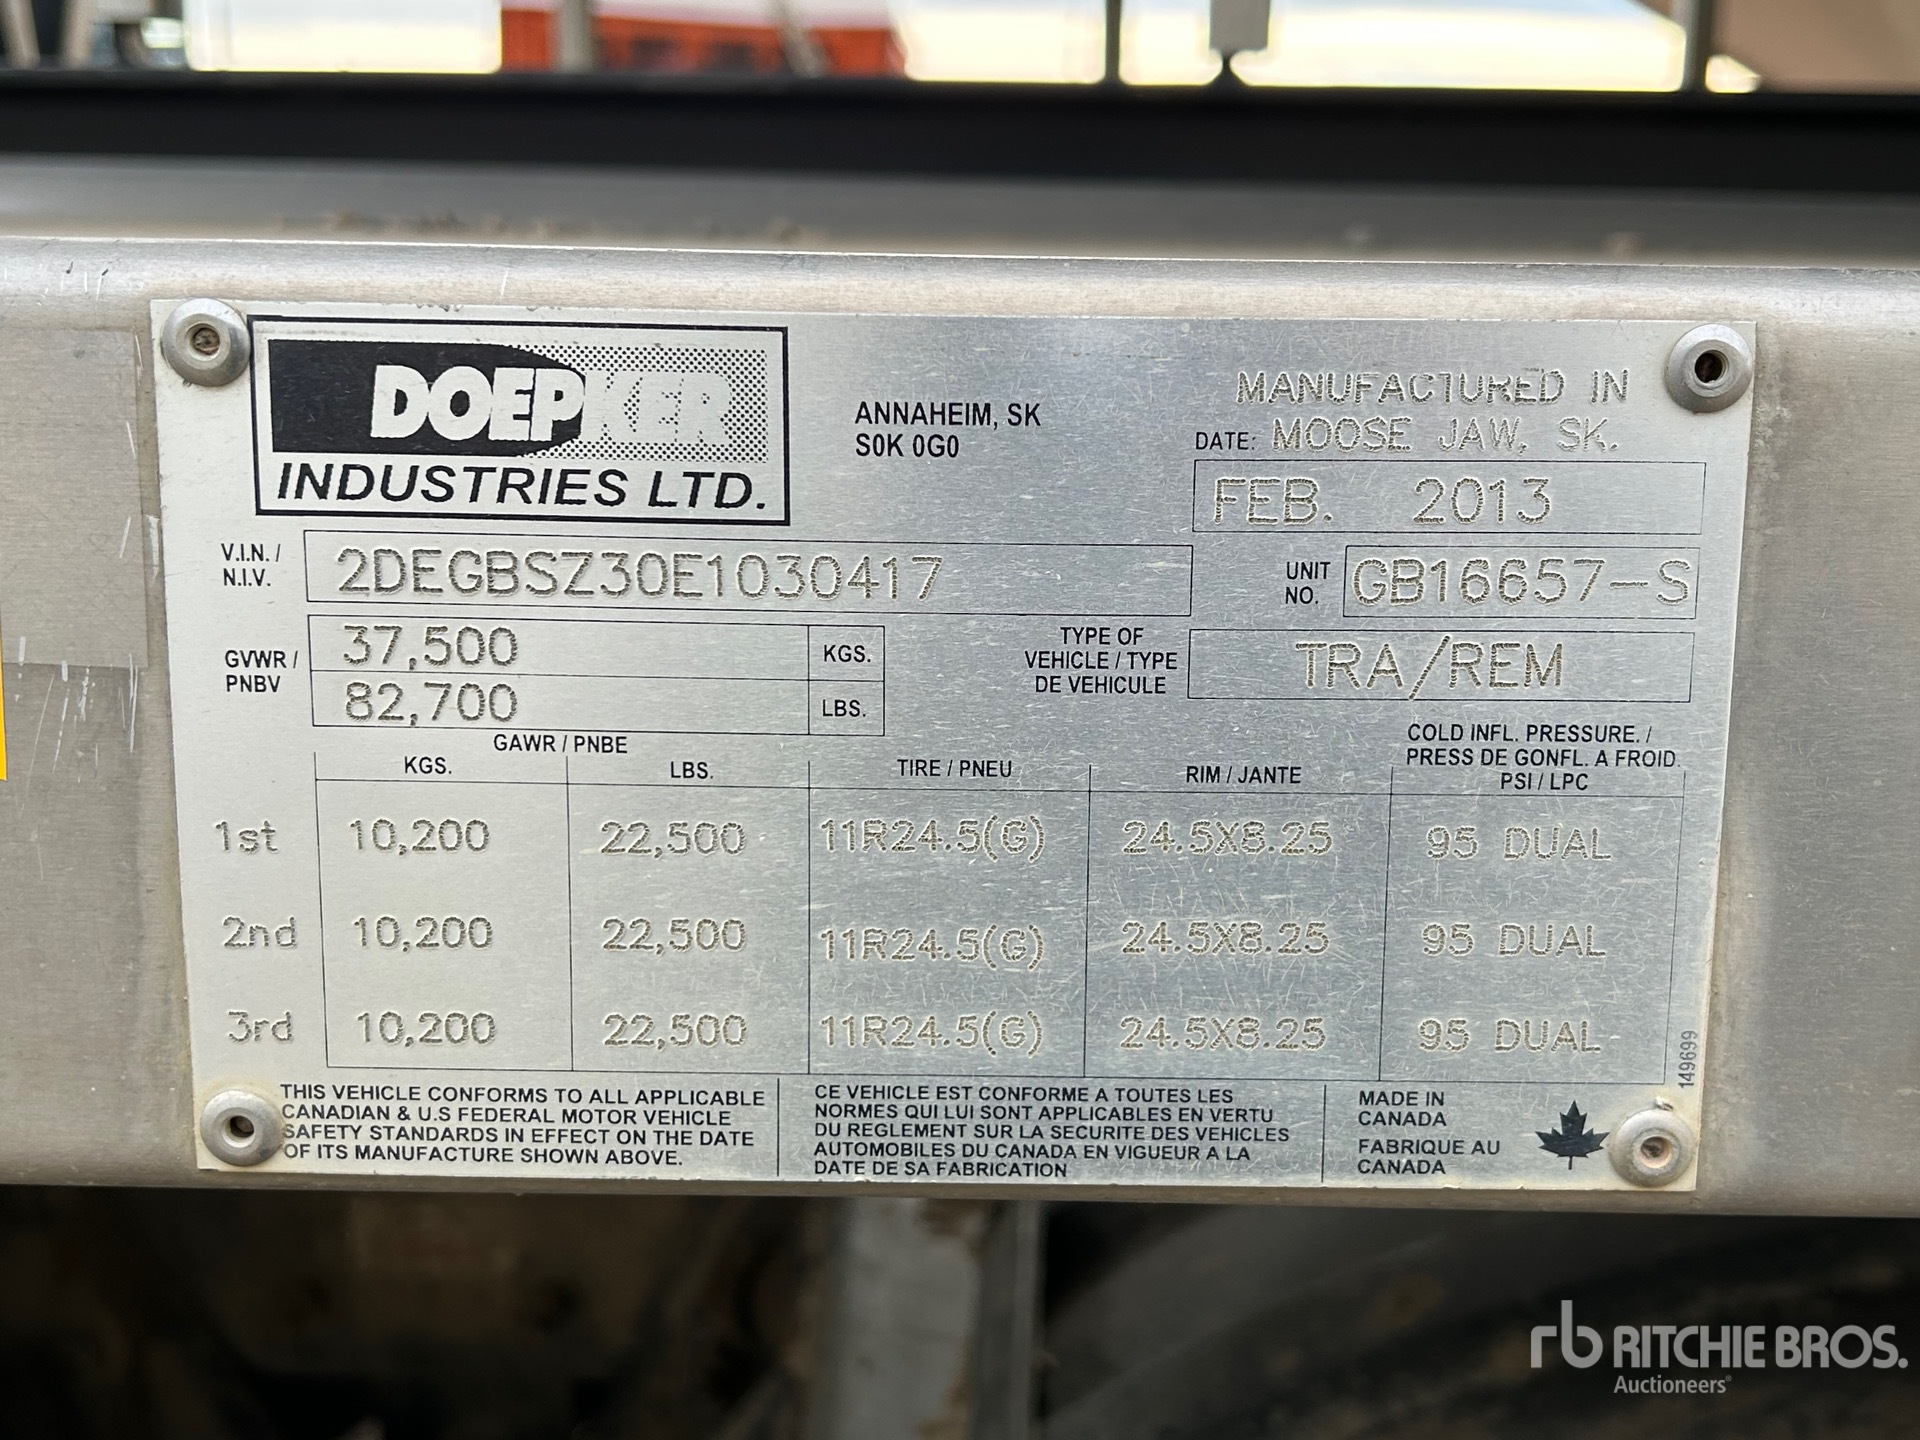 DOEPKER
INDUSTRIES LTD.
ANNAHEIM, SK
S0K 0G0
MANUFACTURED IN
DATE: MOOSE JAW, SK.
FEB. 2013
V.I.N. /
N.I.V.
2DEGBSZ30E1030417
UNIT
NO.
GB16657-S
GVWR /
PNBV
37,500 KGS.
82,700 LBS.
TYPE OF
VEHICLE / TYPE
DE VEHICULE
TRA/REM
GAWR / PNBE
KGS. LBS. TIRE / PNEU RIM / JANTE
COLD INFL. PRESSURE. /
PRESS DE GONFL. A FROID.
PSI / LPC
1st 10,200 22,500 11R24.5(G) 24.5X8.25 95 DUAL
2nd 10,200 22,500 11R24.5(G) 24.5X8.25 95 DUAL
3rd 10,200 22,500 11R24.5(G) 24.5X8.25 95 DUAL
149699
THIS VEHICLE CONFORMS TO ALL APPLICABLE
CANADIAN & U.S FEDERAL MOTOR VEHICLE
SAFETY STANDARDS IN EFFECT ON THE DATE
OF ITS MANUFACTURE SHOWN ABOVE.
CE VEHICLE EST CONFORME A TOUTES LES
NORMES QUI LUI SONT APPLICABLES EN VERTU
DU REGLEMENT SUR LA SECURITE DES VEHICLES
AUTOMOBILES DU CANADA EN VIGUEUR A LA
DATE DE SA FABRICATION
MADE IN
CANADA
FABRIQUE AU
CANADA
rb RITCHIE BROS.
Auctioneers